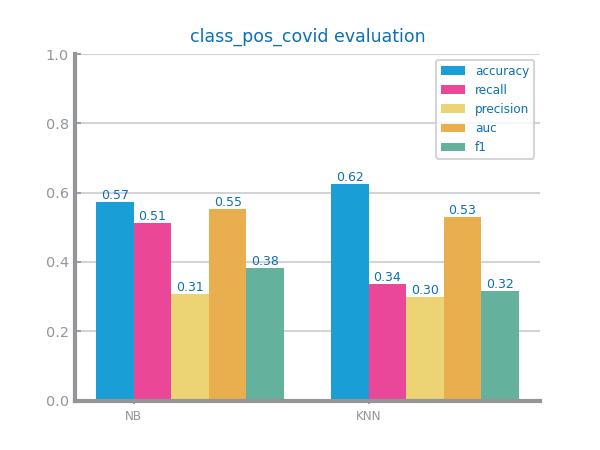 class_pos_covid evaluation
1.0
0.8
0.6
0.4
0.2
0.0
accuracy
recall
precision
auc
f1
0.57
0.51
0.31
0.55
0.38
0.62
0.34
0.30
0.53
0.32
NB
KNN